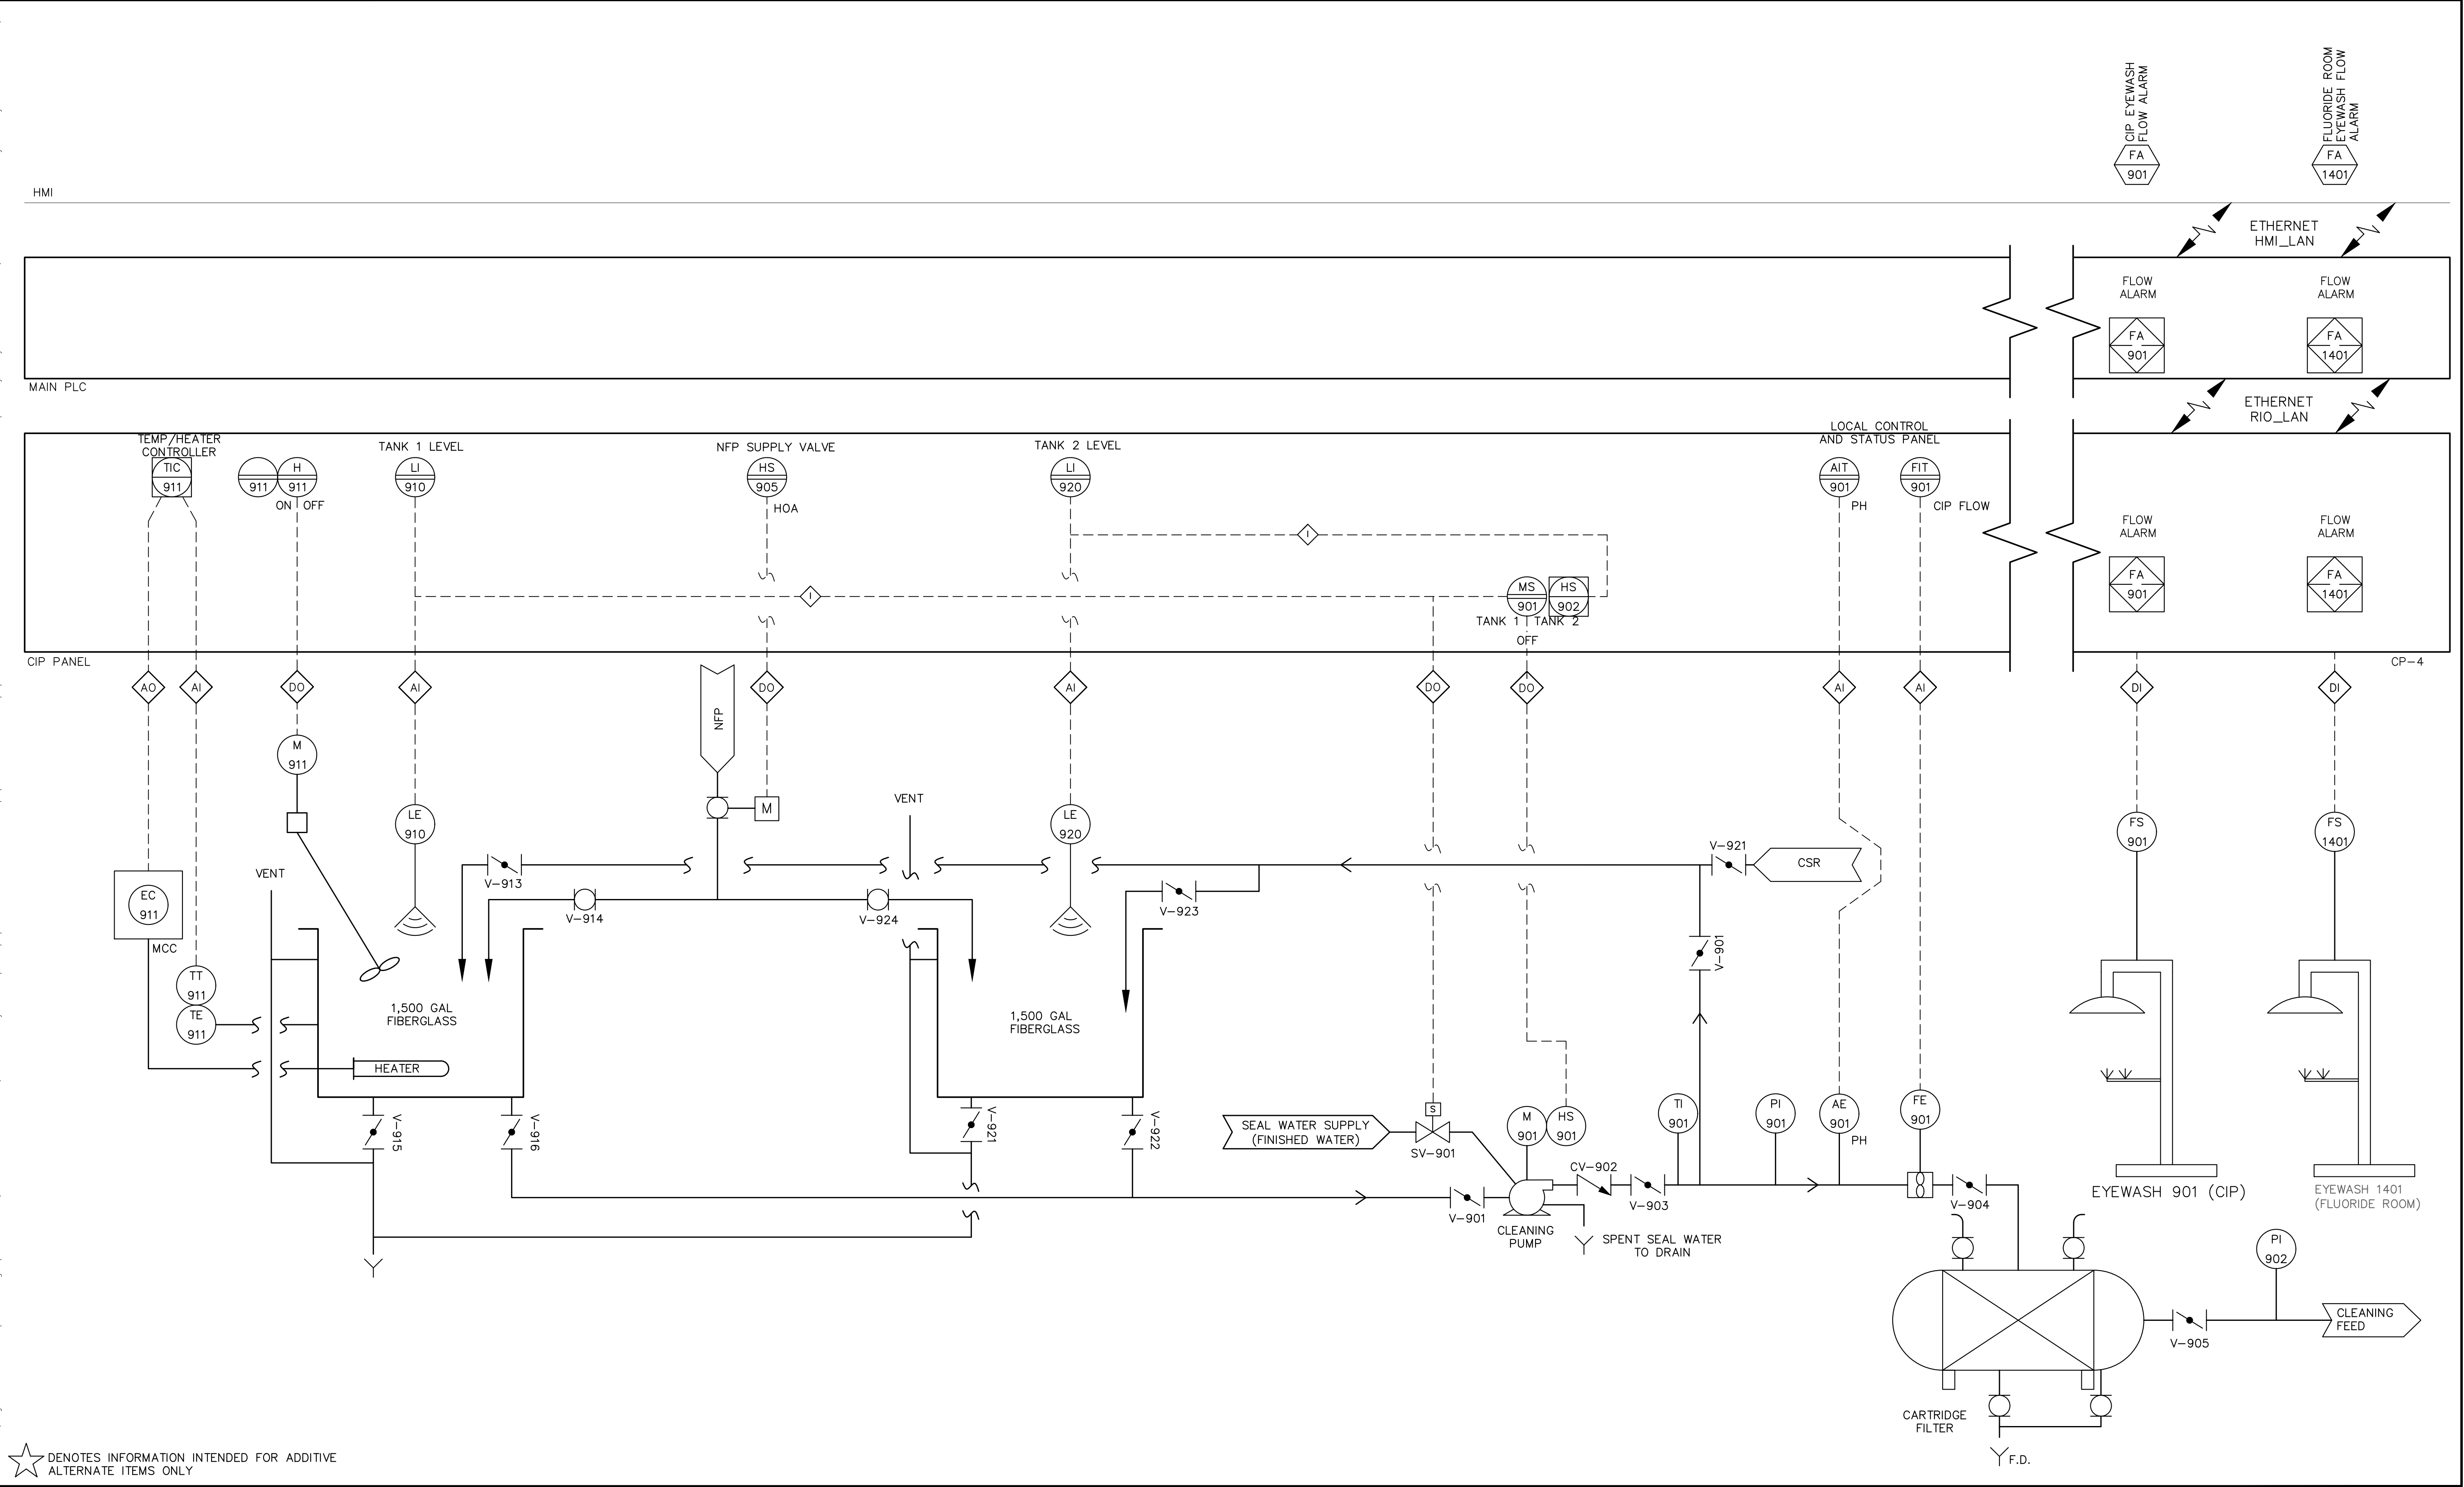 CIP EYEWASH
FLOW ALARM
FA
901
FLUORIDE ROOM
EYEWASH FLOW
ALARM
FA
1401
HMI
ETHERNET
HMI_LAN
FLOW
ALARM
FA
901
FLOW
ALARM
FA
1401
MAIN PLC
ETHERNET
RIO_LAN
TEMP/HEATER
CONTROLLER
TIC
911
911
H
911
ON OFF
TANK 1 LEVEL
LI
910
NFP SUPPLY VALVE
HS
905
HOA
TANK 2 LEVEL
LI
920
LOCAL CONTROL
AND STATUS PANEL
AIT
901
PH
FIT
901
CIP FLOW
I
I
MS
901
HS
902
TANK 1 TANK 2
OFF
FLOW
ALARM
FA
901
FLOW
ALARM
FA
1401
CIP PANEL
CP-4
AO
AI
DO
AI
NFP
DO
AI
DO
DO
AI
AI
DI
DI
M
911
LE
910
M
VENT
LE
920
FS
901
FS
1401
V-913
V-921
CSR
VENT
EC
911
MCC
V-914
V-924
V-923
V-901
TT
911
TE
911
1,500 GAL
FIBERGLASS
1,500 GAL
FIBERGLASS
HEATER
V-915
V-916
V-921
V-922
SEAL WATER SUPPLY
(FINISHED WATER)
S
SV-901
M
901
HS
901
TI
901
PI
901
AE
901
PH
FE
901
CV-902
V-901
V-903
V-904
CLEANING
PUMP
SPENT SEAL WATER
TO DRAIN
EYEWASH 901 (CIP)
EYEWASH 1401
(FLUORIDE ROOM)
PI
902
CLEANING
FEED
V-905
CARTRIDGE
FILTER
F.D.
DENOTES INFORMATION INTENDED FOR ADDITIVE
ALTERNATE ITEMS ONLY